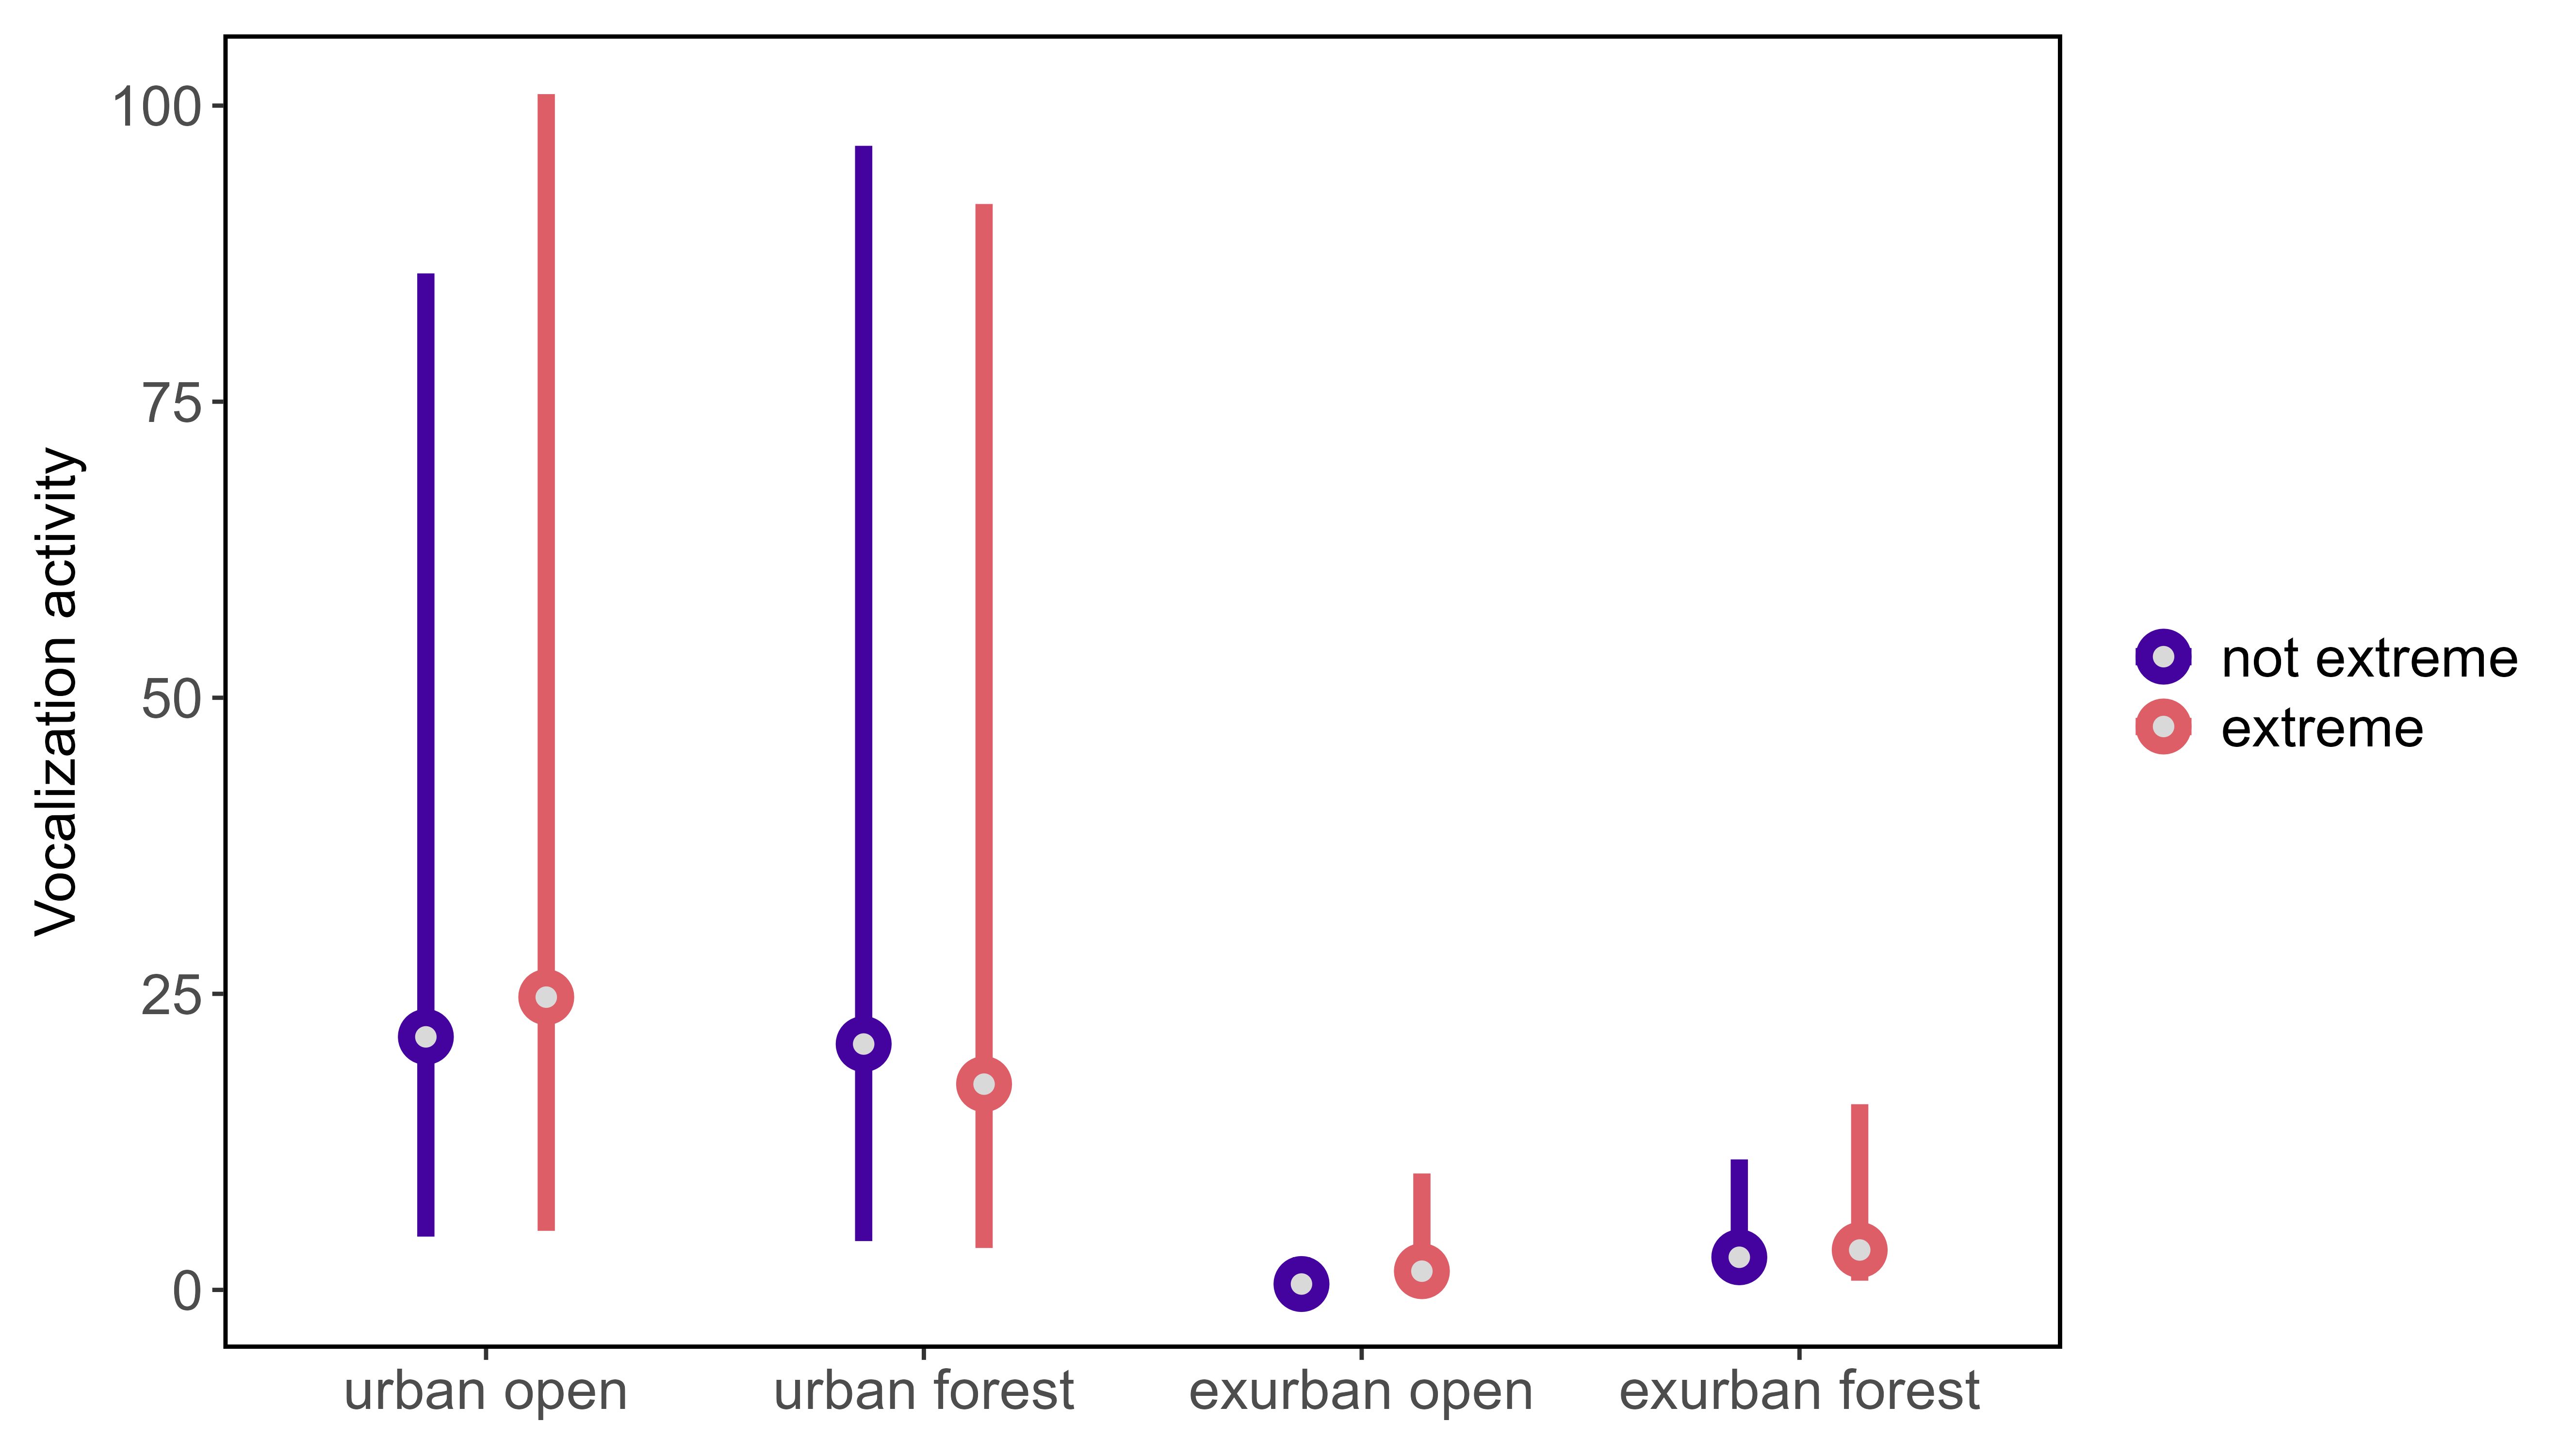 Vocalization activity
100
75
50
25
0
urban open
urban forest
exurban open
exurban forest
not extreme
extreme